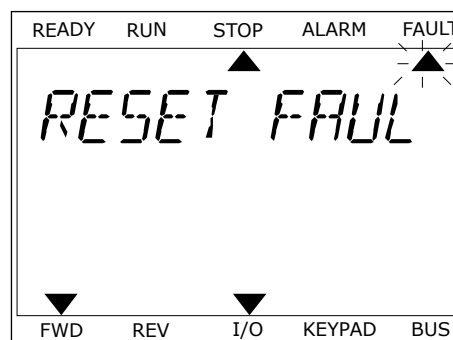 READY RUN STOP ALARM FAULT
RESET FAUL
FWD REV I/O KEYPAD BUS